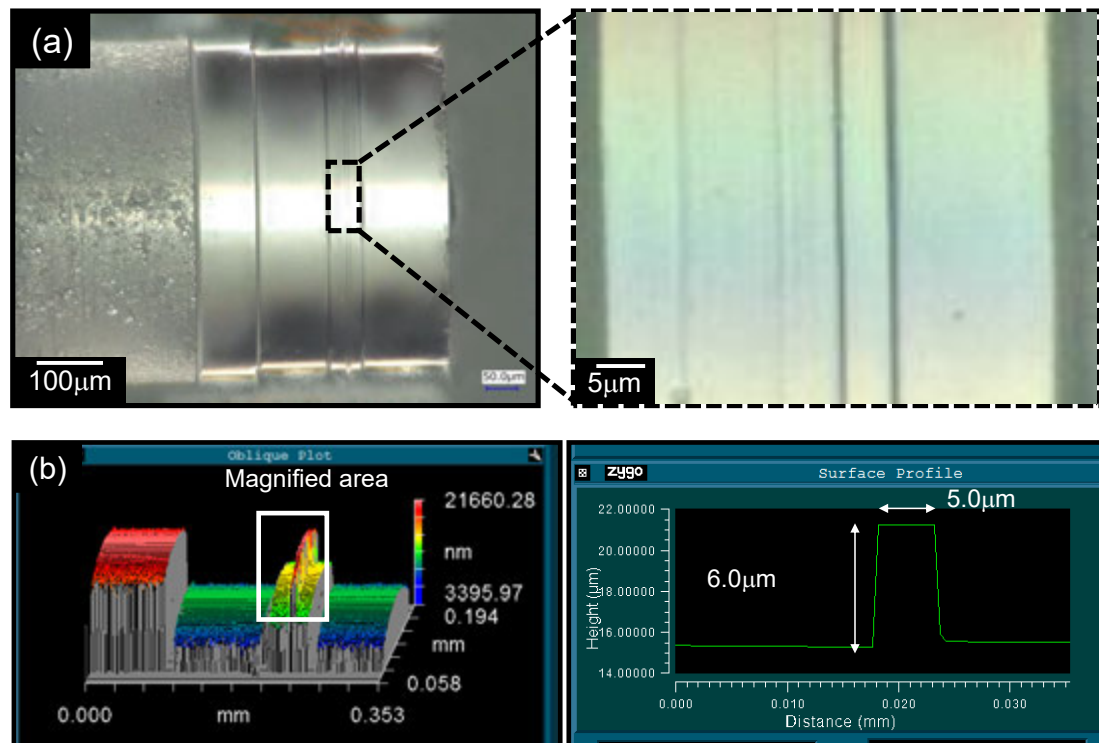 (a)
100μm
50.0μm
5μm
(b)
Oblique Plot
Magnified area
21660.28
nm
3395.97
0.194
mm
0.058
0.000
mm
0.353
zygo
Surface Profile
5.0μm
6.0μm
22.00000
20.00000
18.00000
16.00000
14.00000
Height (μm)
0.000
0.010
0.020
0.030
Distance (mm)